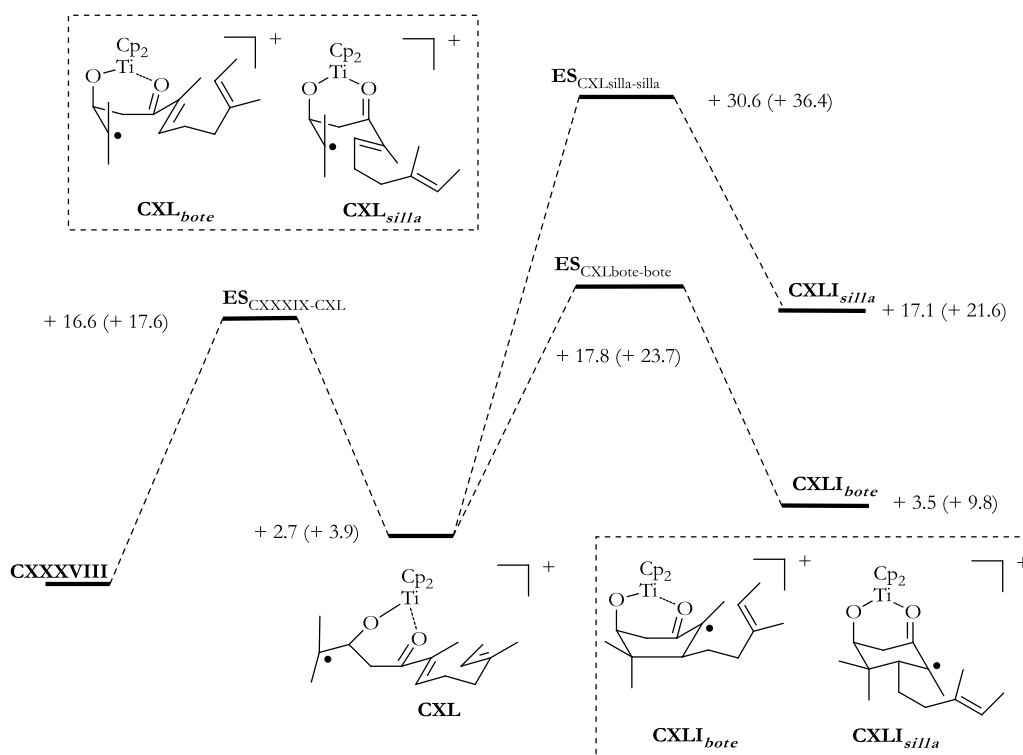 Cp2
Ti
O
O
+
CXLbote
Cp2
Ti
O
O
+
CXLsilla
ESCXLsilla-silla
+ 30.6 (+ 36.4)
ESCXLbote-bote
+ 17.8 (+ 23.7)
ESCXXXIX-CXL
+ 16.6 (+ 17.6)
CXLIsilla
+ 17.1 (+ 21.6)
CXLIbote
+ 3.5 (+ 9.8)
+ 2.7 (+ 3.9)
CXXXVIII
Cp2
Ti
O
O
+
CXL
Cp2
Ti
O
O
+
CXLIbote
Cp2
Ti
O
O
+
CXLIsilla